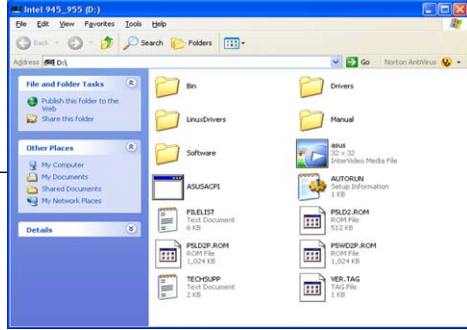 Intel 945_955 (D:)
File Edit View Favorites Tools Help
Back Search Folders
Address D:\ Go Norton AntiVirus
File and Folder Tasks
Publish this folder to the
Web
Share this folder
Other Places
My Computer
My Documents
Shared Documents
My Network Places
Details
Bin
Drivers
LinuxDrivers
Manual
Software
asus
32 x 32
InterVideo Media File
ASUSACPI
AUTORUN
Setup Information
1 KB
FILELIST
Text Document
6 KB
P5LD2.ROM
ROM File
512 KB
P5LD2P.ROM
ROM File
1,024 KB
P5WD2P.ROM
ROM File
1,024 KB
TECHSUPP
Text Document
2 KB
VER.TAG
TAG File
1 KB